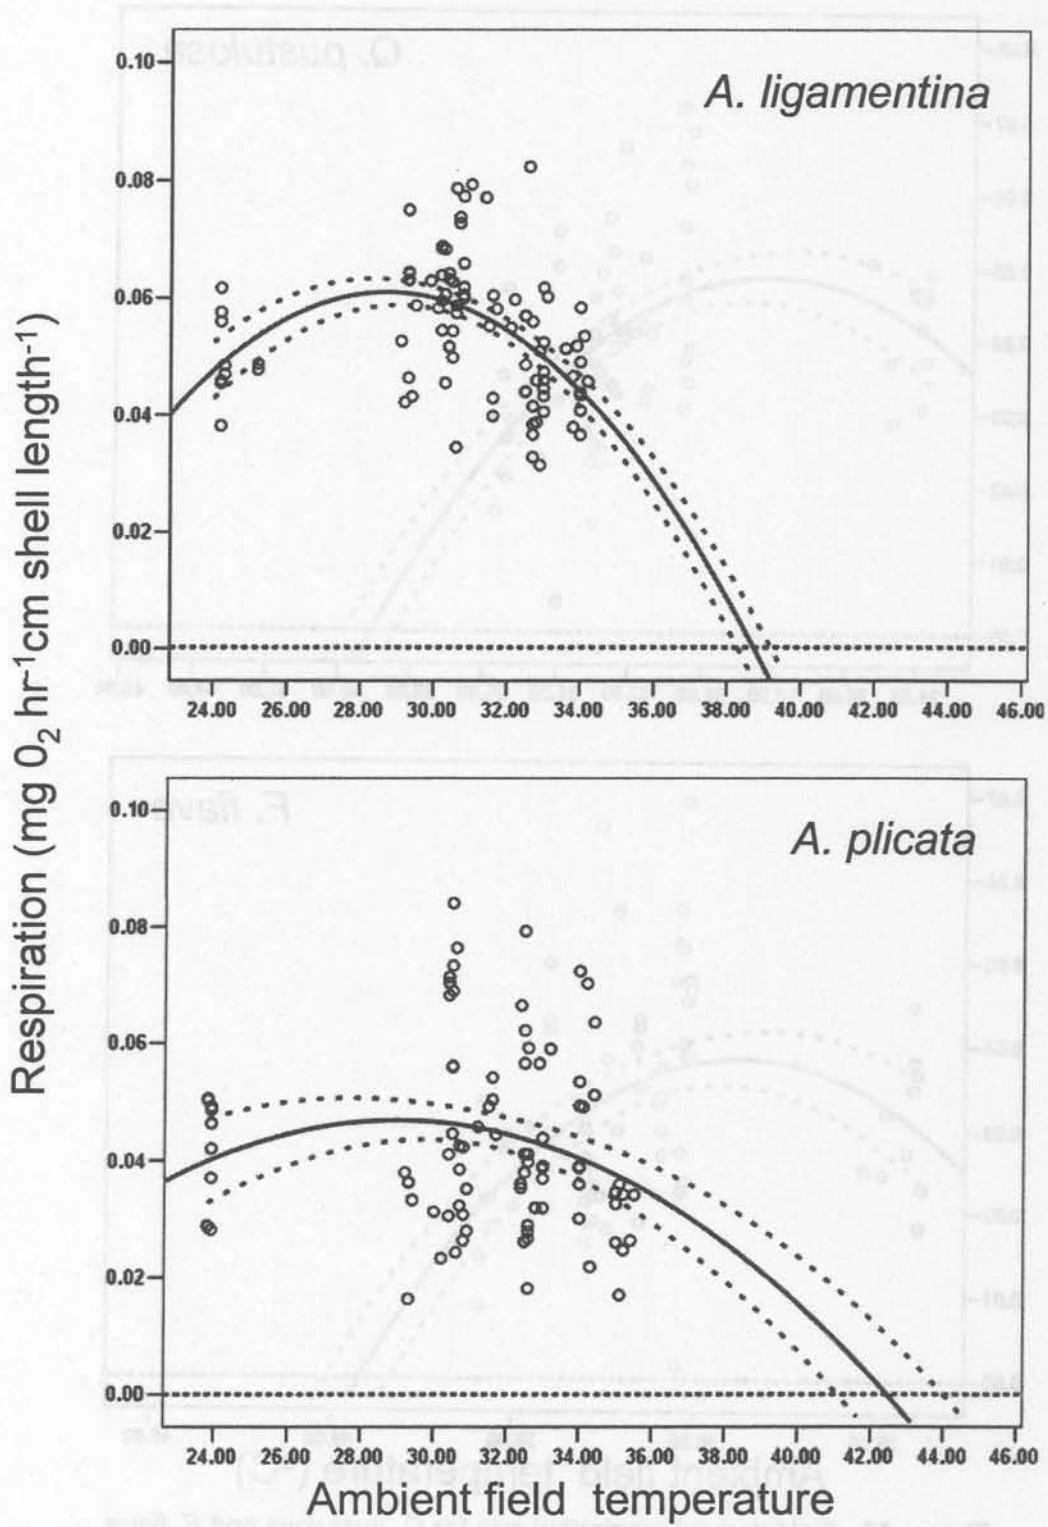 Respiration (mg 0₂ hr⁻¹cm shell length⁻¹)
A. ligamentina
0.10
0.08
0.06
0.04
0.02
0.00
24.00 26.00 28.00 30.00 32.00 34.00 36.00 38.00 40.00 42.00 44.00 46.00
A. plicata
0.10
0.08
0.06
0.04
0.02
0.00
24.00 26.00 28.00 30.00 32.00 34.00 36.00 38.00 40.00 42.00 44.00 46.00
Ambient field temperature
Q. pustulosa
F. flava